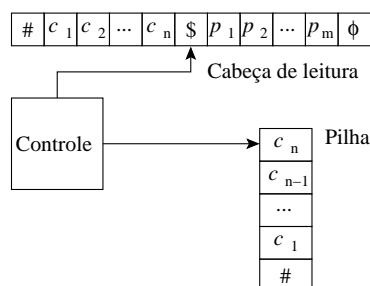 # c 1 c 2 ... c n $ p 1 p 2 ... p m ϕ
Cabeça de leitura
Controle
Pilha
c n
c n−1
...
c 1
#